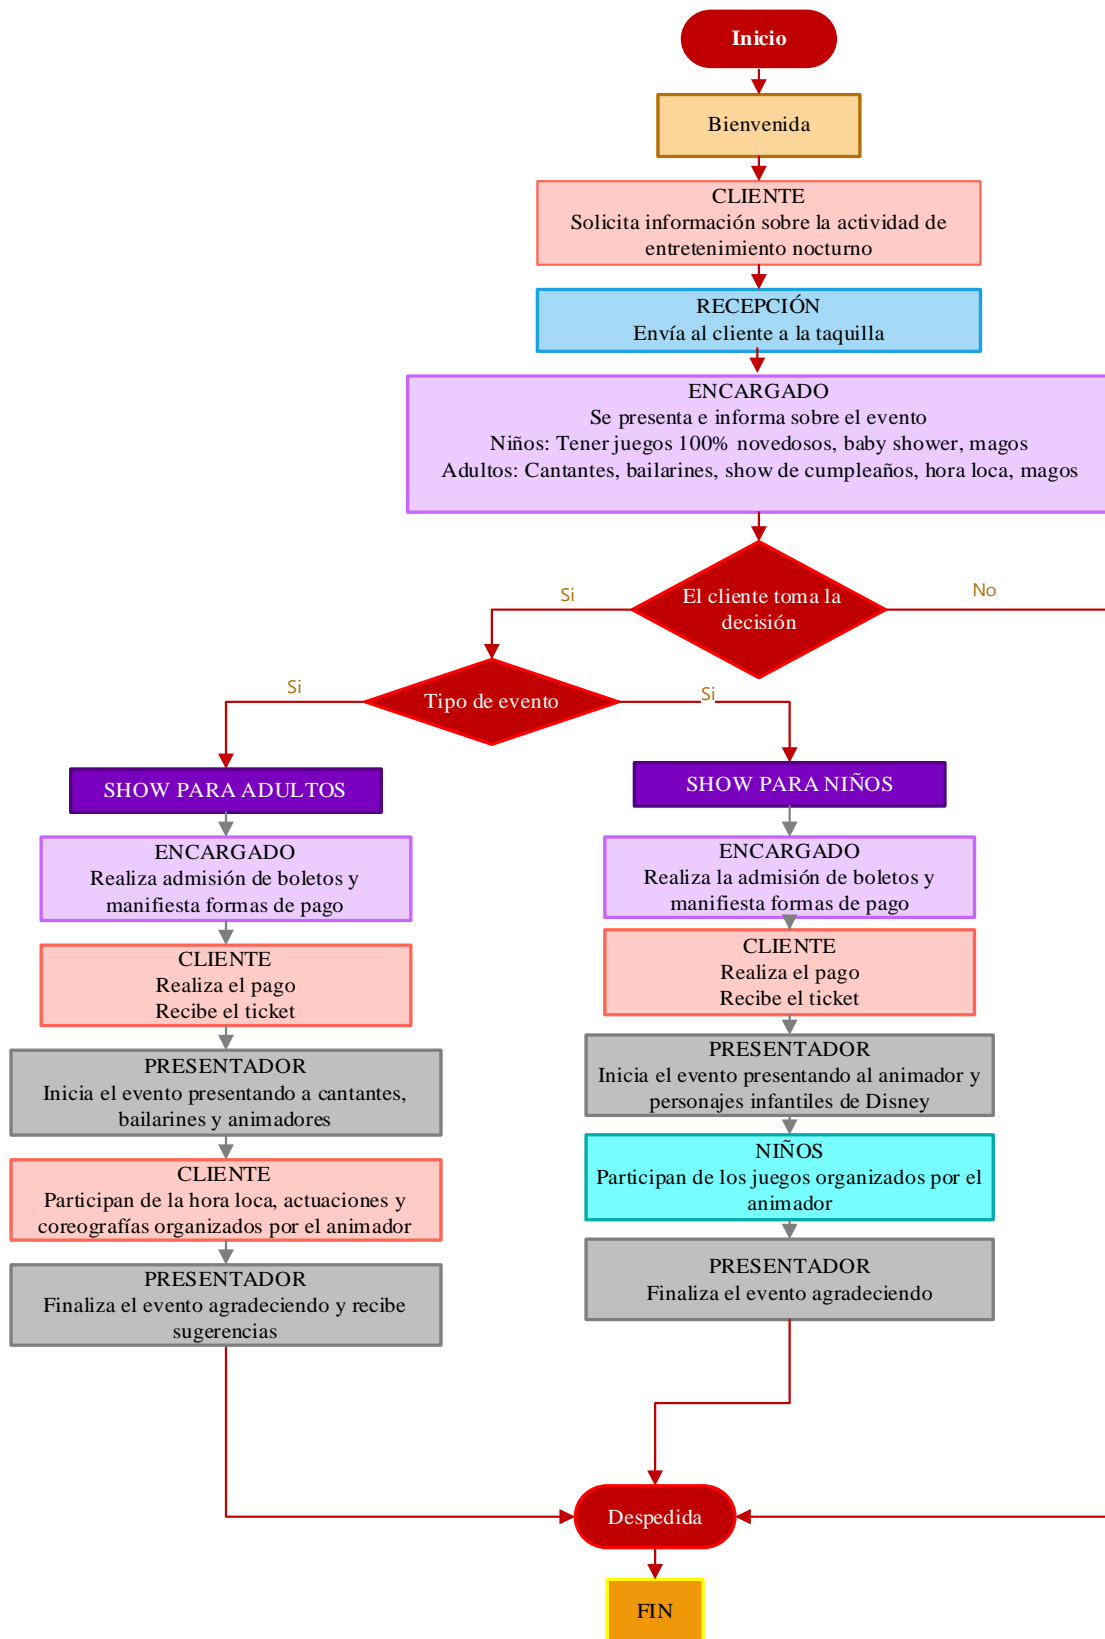 Inicio
Bienvenida
CLIENTE
Solicita información sobre la actividad de
entretenimiento nocturno
RECEPCIÓN
Envía al cliente a la taquilla
ENCARGADO
Se presenta e informa sobre el evento
Niños: Tener juegos 100% novedosos, baby shower, magos
Adultos: Cantantes, bailarines, show de cumpleaños, hora loca, magos
El cliente toma la
decisión
Si
No
Tipo de evento
Si
Si
SHOW PARA ADULTOS
ENCARGADO
Realiza admisión de boletos y
manifiesta formas de pago
CLIENTE
Realiza el pago
Recibe el ticket
PRESENTADOR
Inicia el evento presentando a cantantes,
bailarines y animadores
CLIENTE
Participan de la hora loca, actuaciones y
coreografías organizados por el animador
PRESENTADOR
Finaliza el evento agradeciendo y recibe
sugerencias
SHOW PARA NIÑOS
ENCARGADO
Realiza la admisión de boletos y
manifiesta formas de pago
CLIENTE
Realiza el pago
Recibe el ticket
PRESENTADOR
Inicia el evento presentando al animador y
personajes infantiles de Disney
NIÑOS
Participan de los juegos organizados por el
animador
PRESENTADOR
Finaliza el evento agradeciendo
Despedida
FIN